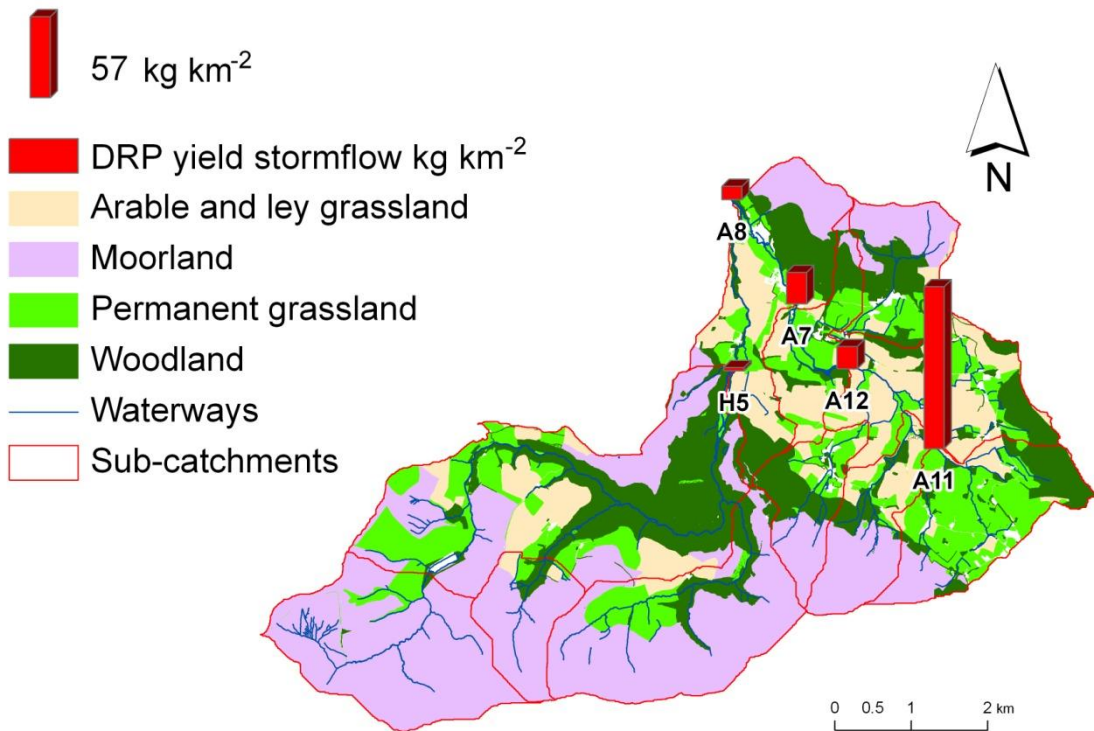 57 kg km⁻²
DRP yield stormflow kg km⁻²
Arable and ley grassland
Moorland
Permanent grassland
Woodland
Waterways
Sub-catchments
N
A8
A7
H5
A12
A11
0 0.5 1 2 km